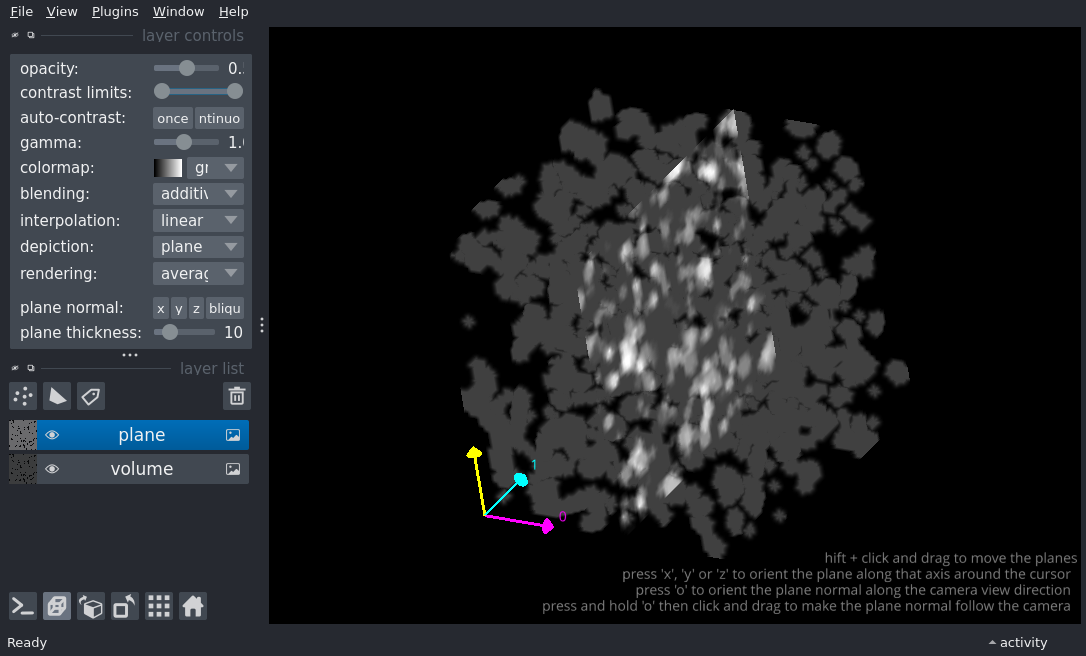 File View Plugins Window Help
layer controls
opacity: 0.
contrast limits:
auto-contrast: once ntinuo
gamma: 1.
colormap: gr
blending: additiv
interpolation: linear
depiction: plane
rendering: averag
plane normal: x y z bliqu
plane thickness: 10
layer list
plane
volume
1
0
hift + click and drag to move the planes
press 'x', 'y' or 'z' to orient the plane along that axis around the cursor
press 'o' to orient the plane normal along the camera view direction
press and hold 'o' then click and drag to make the plane normal follow the camera
Ready activity